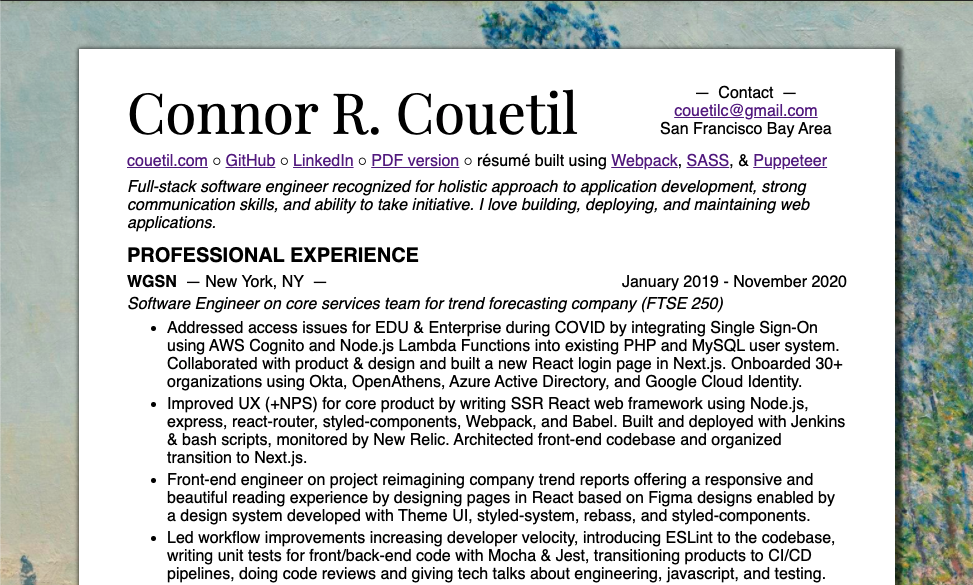 Connor R. Couetil
— Contact —
couetilc@gmail.com
San Francisco Bay Area
couetil.com ○ GitHub ○ LinkedIn ○ PDF version ○ résumé built using Webpack, SASS, & Puppeteer
Full-stack software engineer recognized for holistic approach to application development, strong
communication skills, and ability to take initiative. I love building, deploying, and maintaining web
applications.
PROFESSIONAL EXPERIENCE
WGSN — New York, NY — January 2019 - November 2020
Software Engineer on core services team for trend forecasting company (FTSE 250)
• Addressed access issues for EDU & Enterprise during COVID by integrating Single Sign-On
using AWS Cognito and Node.js Lambda Functions into existing PHP and MySQL user system.
Collaborated with product & design and built a new React login page in Next.js. Onboarded 30+
organizations using Okta, OpenAthens, Azure Active Directory, and Google Cloud Identity.
• Improved UX (+NPS) for core product by writing SSR React web framework using Node.js,
express, react-router, styled-components, Webpack, and Babel. Built and deployed with Jenkins
& bash scripts, monitored by New Relic. Architected front-end codebase and organized
transition to Next.js.
• Front-end engineer on project reimagining company trend reports offering a responsive and
beautiful reading experience by designing pages in React based on Figma designs enabled by
a design system developed with Theme UI, styled-system, rebass, and styled-components.
• Led workflow improvements increasing developer velocity, introducing ESLint to the codebase,
writing unit tests for front/back-end code with Mocha & Jest, transitioning products to CI/CD
pipelines, doing code reviews and giving tech talks about engineering, javascript, and testing.